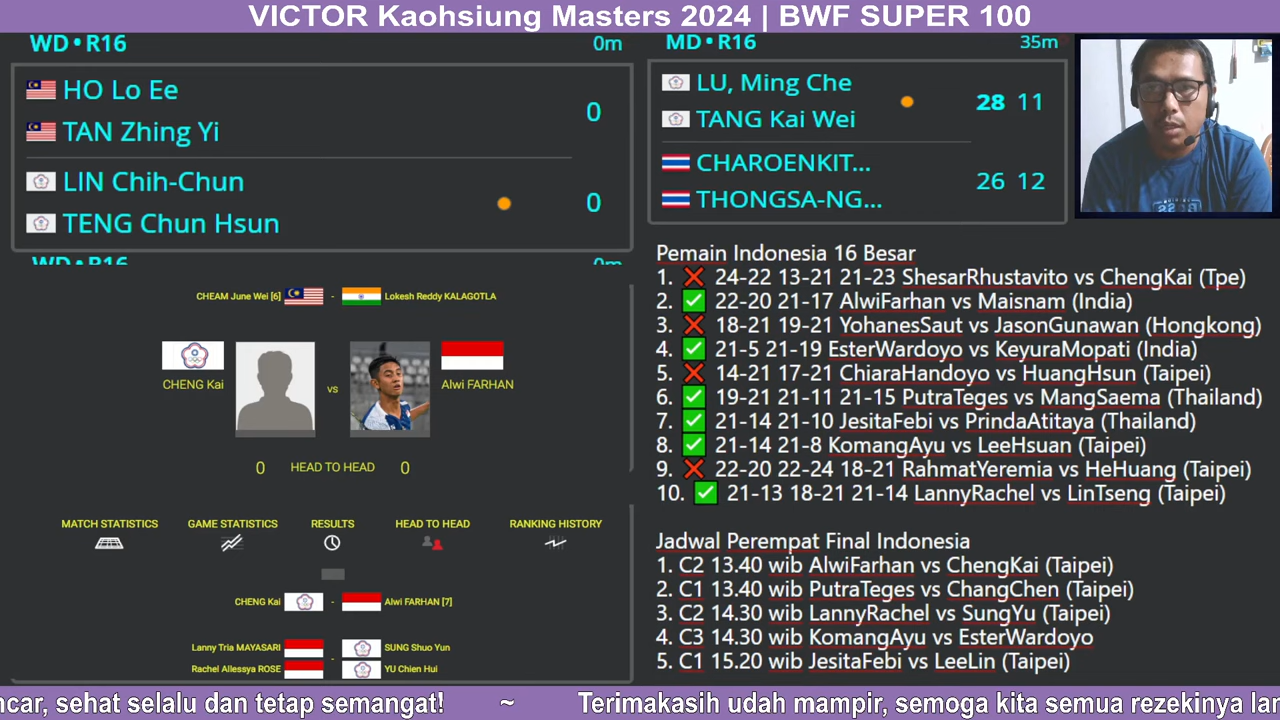 VICTOR Kaohsiung Masters 2024 | BWF SUPER 100
WD • R16
0m
HO Lo Ee
TAN Zhing Yi
0
LIN Chih-Chun
TENG Chun Hsun
0
WD • R16
0m
MD • R16
35m
LU, Ming Che
TANG Kai Wei
28 11
CHAROENKIT...
THONGSA-NG...
26 12
CHEAM June Wei [6] - Lokesh Reddy KALAGOTLA
CHENG Kai
vs
Alwi FARHAN
0 HEAD TO HEAD 0
MATCH STATISTICS
GAME STATISTICS
RESULTS
HEAD TO HEAD
RANKING HISTORY
CHENG Kai - Alwi FARHAN [7]
Lanny Tria MAYASARI
Rachel Allessya ROSE
-
SUNG Shuo Yun
YU Chien Hui
Pemain Indonesia 16 Besar
1. ❌ 24-22 13-21 21-23 ShesarRhustavito vs ChengKai (Tpe)
2. ✅ 22-20 21-17 AlwiFarhan vs Maisnam (India)
3. ❌ 18-21 19-21 YohanesSaut vs JasonGunawan (Hongkong)
4. ✅ 21-5 21-19 EsterWardoyo vs KeyuraMopati (India)
5. ❌ 14-21 17-21 ChiaraHandoyo vs HuangHsun (Taipei)
6. ✅ 19-21 21-11 21-15 PutraTeges vs MangSaema (Thailand)
7. ✅ 21-14 21-10 JesitaFebi vs PrindaAtitaya (Thailand)
8. ✅ 21-14 21-8 KomangAyu vs LeeHsuan (Taipei)
9. ❌ 22-20 22-24 18-21 RahmatYeremia vs HeHuang (Taipei)
10. ✅ 21-13 18-21 21-14 LannyRachel vs LinTseng (Taipei)
Jadwal Perempat Final Indonesia
1. C2 13.40 wib AlwiFarhan vs ChengKai (Taipei)
2. C1 13.40 wib PutraTeges vs ChangChen (Taipei)
3. C2 14.30 wib LannyRachel vs SungYu (Taipei)
4. C3 14.30 wib KomangAyu vs EsterWardoyo
5. C1 15.20 wib JesitaFebi vs LeeLin (Taipei)
ncar, sehat selalu dan tetap semangat! ~ Terimakasih udah mampir, semoga kita semua rezekinya lan